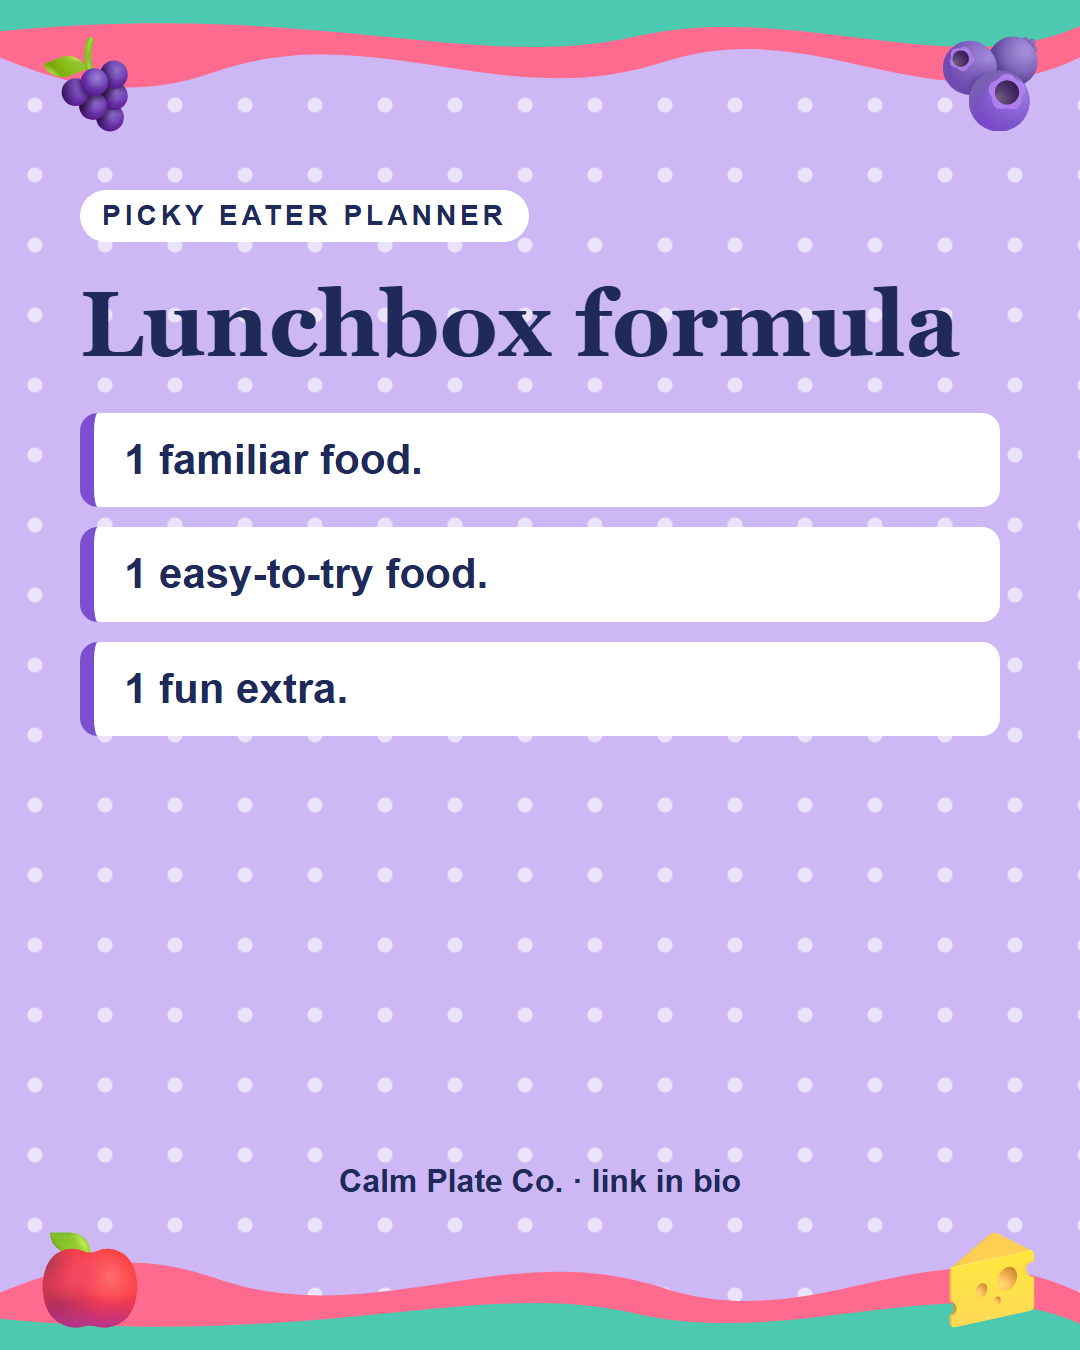 PICKY EATER PLANNER
Lunchbox formula
1 familiar food.
1 easy-to-try food.
1 fun extra.
Calm Plate Co. · link in bio